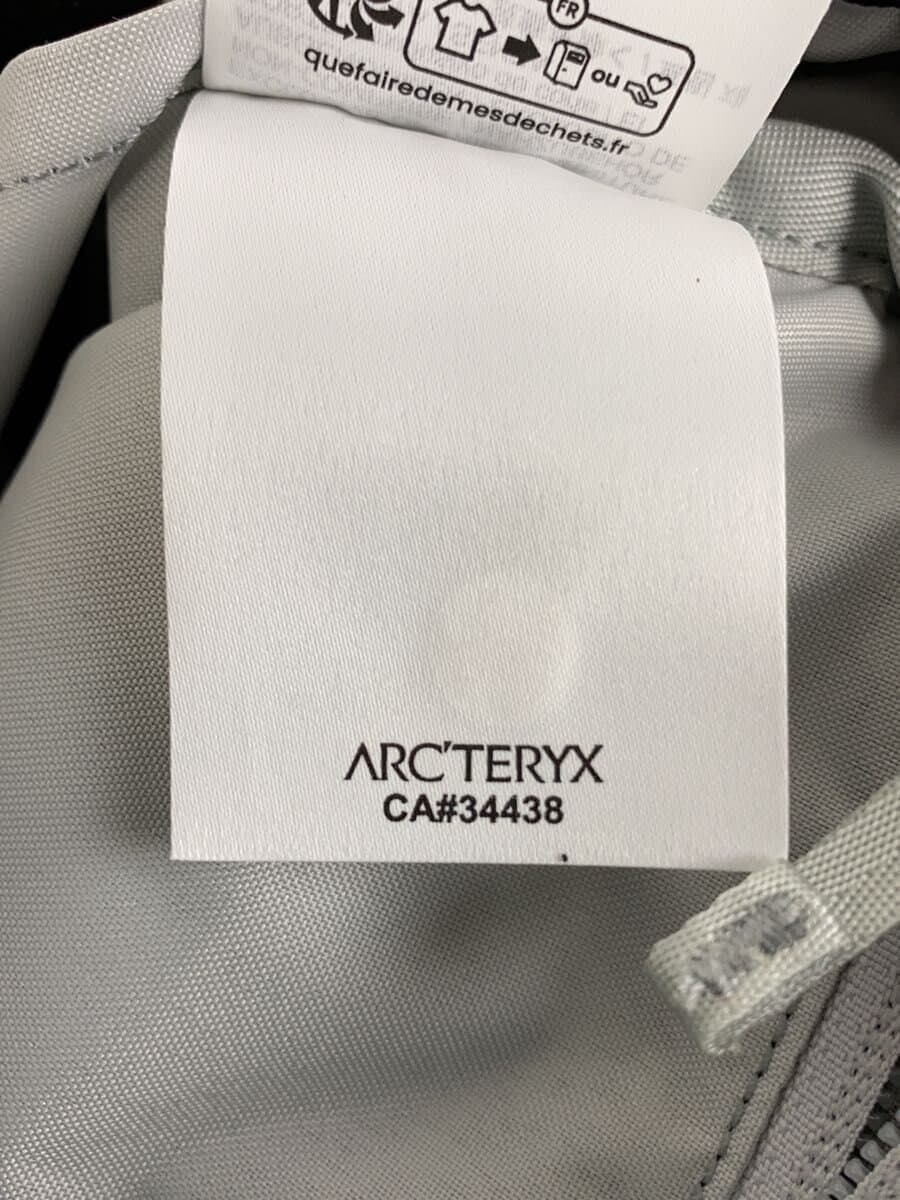 FR
ou
quefairedemesdechets.fr
ARC'TERYX
CA#34438